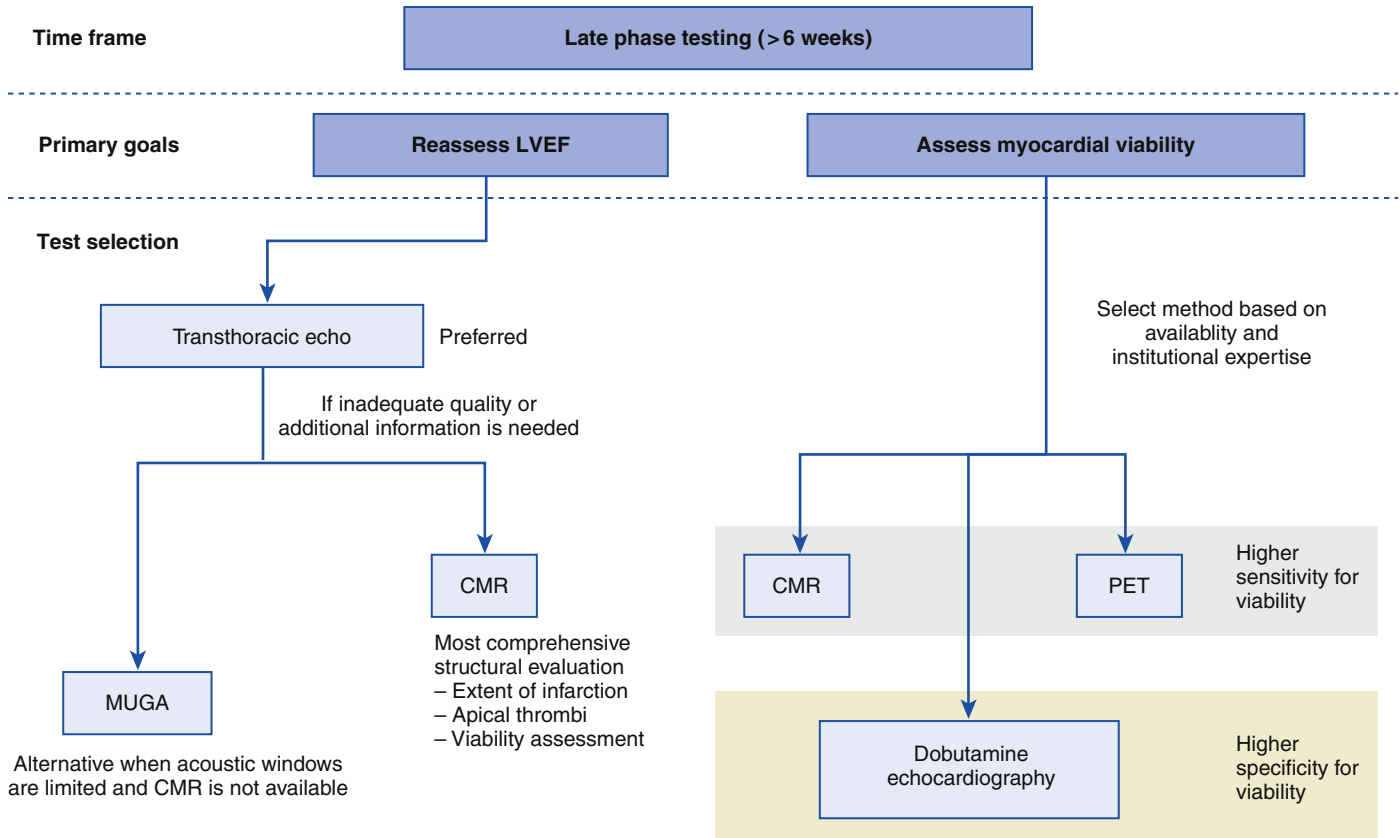 Time frame
Late phase testing (>6 weeks)
Primary goals
Reassess LVEF
Assess myocardial viability
Test selection
Transthoracic echo
Preferred
If inadequate quality or
additional information is needed
MUGA
Alternative when acoustic windows
are limited and CMR is not available
CMR
Most comprehensive
structural evaluation
– Extent of infarction
– Apical thrombi
– Viability assessment
Select method based on
availablity and
institutional expertise
CMR
PET
Higher
sensitivity for
viability
Dobutamine
echocardiography
Higher
specificity for
viability